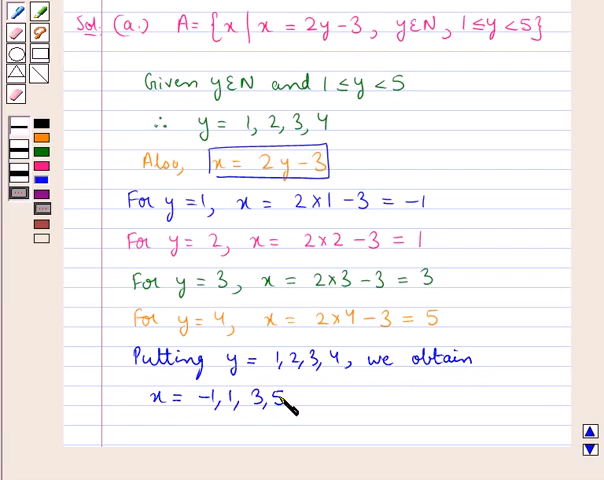 Sol (a.) A = {x | x = 2y-3, yƐN, 1≤y<5}
Given yƐN and 1≤y<5
∴ y = 1, 2, 3, 4
Also, x = 2y-3
For y=1, x = 2×1-3 = -1
For y= 2, x = 2×2-3 = 1
For y = 3, x = 2×3-3 = 3
For y= 4, x = 2×4-3 = 5
Putting y = 1,2,3,4, we obtain
x = -1, 1, 3, 5